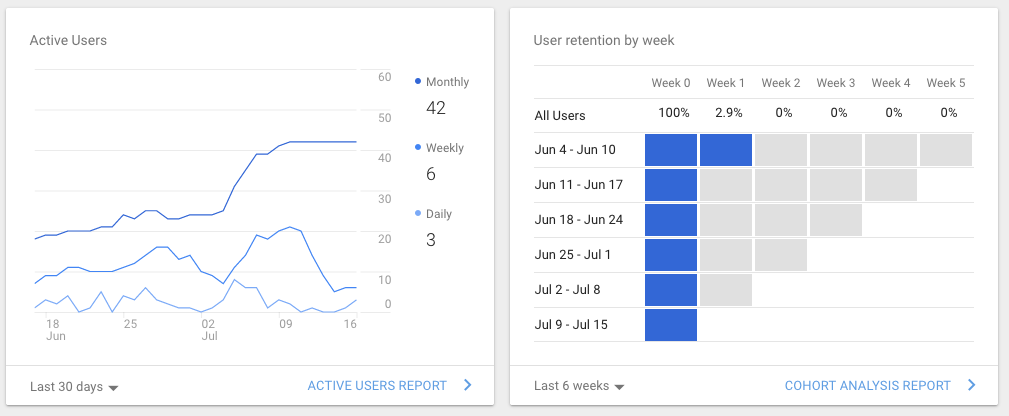 Active Users
60
50
40
30
20
10
0
18
Jun
25
02
Jul
09
16
Monthly
42
Weekly
6
Daily
3
Last 30 days
ACTIVE USERS REPORT
User retention by week
Week 0 Week 1 Week 2 Week 3 Week 4 Week 5
All Users 100% 2.9% 0% 0% 0% 0%
Jun 4 - Jun 10
Jun 11 - Jun 17
Jun 18 - Jun 24
Jun 25 - Jul 1
Jul 2 - Jul 8
Jul 9 - Jul 15
Last 6 weeks
COHORT ANALYSIS REPORT